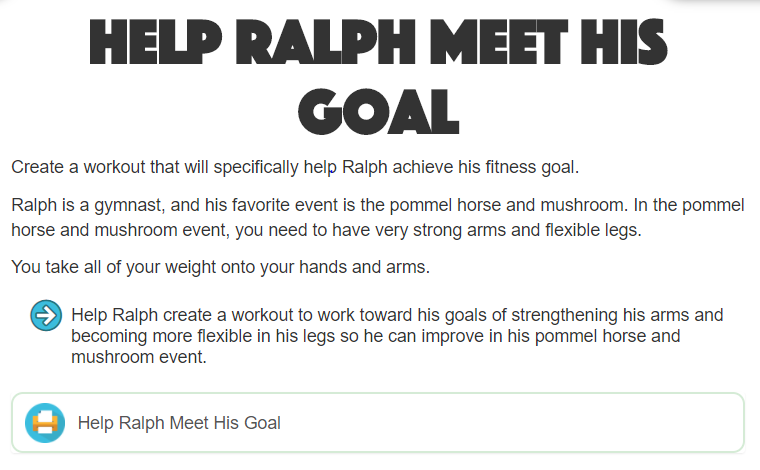 HELP RALPH MEET HIS
GOAL
Create a workout that will specifically help Ralph achieve his fitness goal.
Ralph is a gymnast, and his favorite event is the pommel horse and mushroom. In the pommel
horse and mushroom event, you need to have very strong arms and flexible legs.
You take all of your weight onto your hands and arms.
Help Ralph create a workout to work toward his goals of strengthening his arms and
becoming more flexible in his legs so he can improve in his pommel horse and
mushroom event.
Help Ralph Meet His Goal